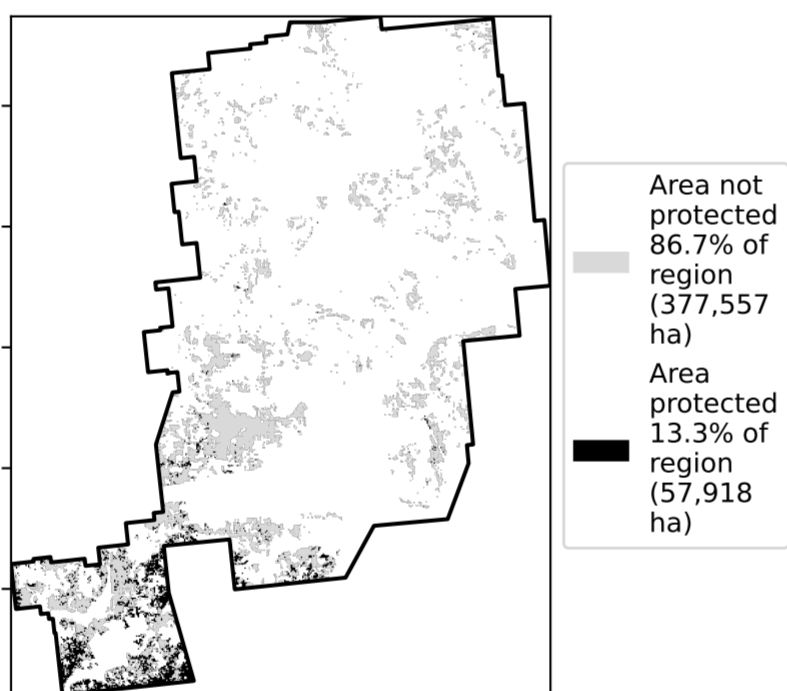 Area not
protected
86.7% of
region
(377,557
ha)
Area
protected
13.3% of
region
(57,918
ha)